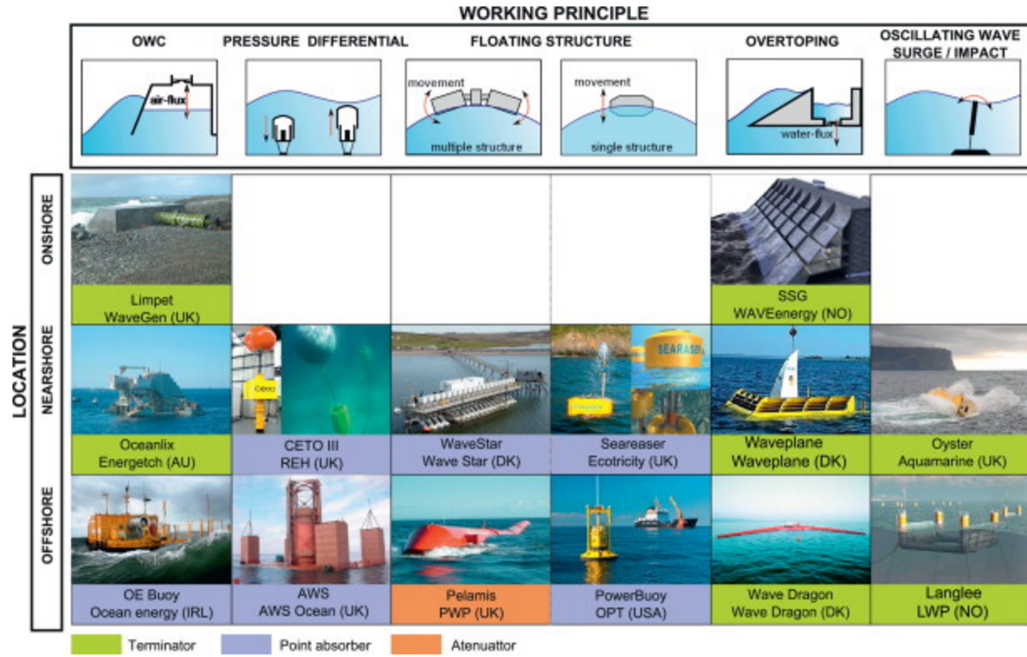 WORKING PRINCIPLE
OWC
PRESSURE DIFFERENTIAL
FLOATING STRUCTURE
OVERTOPING
OSCILLATING WAVE
SURGE / IMPACT
air-flux
movement
multiple structure
movement
single structure
water-flux
LOCATION
ONSHORE
Limpet
WaveGen (UK)
SSG
WAVEenergy (NO)
NEARSHORE
CETO
SEARASER
Oceanlix
Energetch (AU)
CETO III
REH (UK)
WaveStar
Wave Star (DK)
Seareaser
Ecotricity (UK)
Waveplane
Waveplane (DK)
Oyster
Aquamarine (UK)
OFFSHORE
OE Buoy
Ocean energy (IRL)
AWS
AWS Ocean (UK)
Pelamis
PWP (UK)
PowerBuoy
OPT (USA)
Wave Dragon
Wave Dragon (DK)
Langlee
LWP (NO)
Terminator
Point absorber
Atenuattor